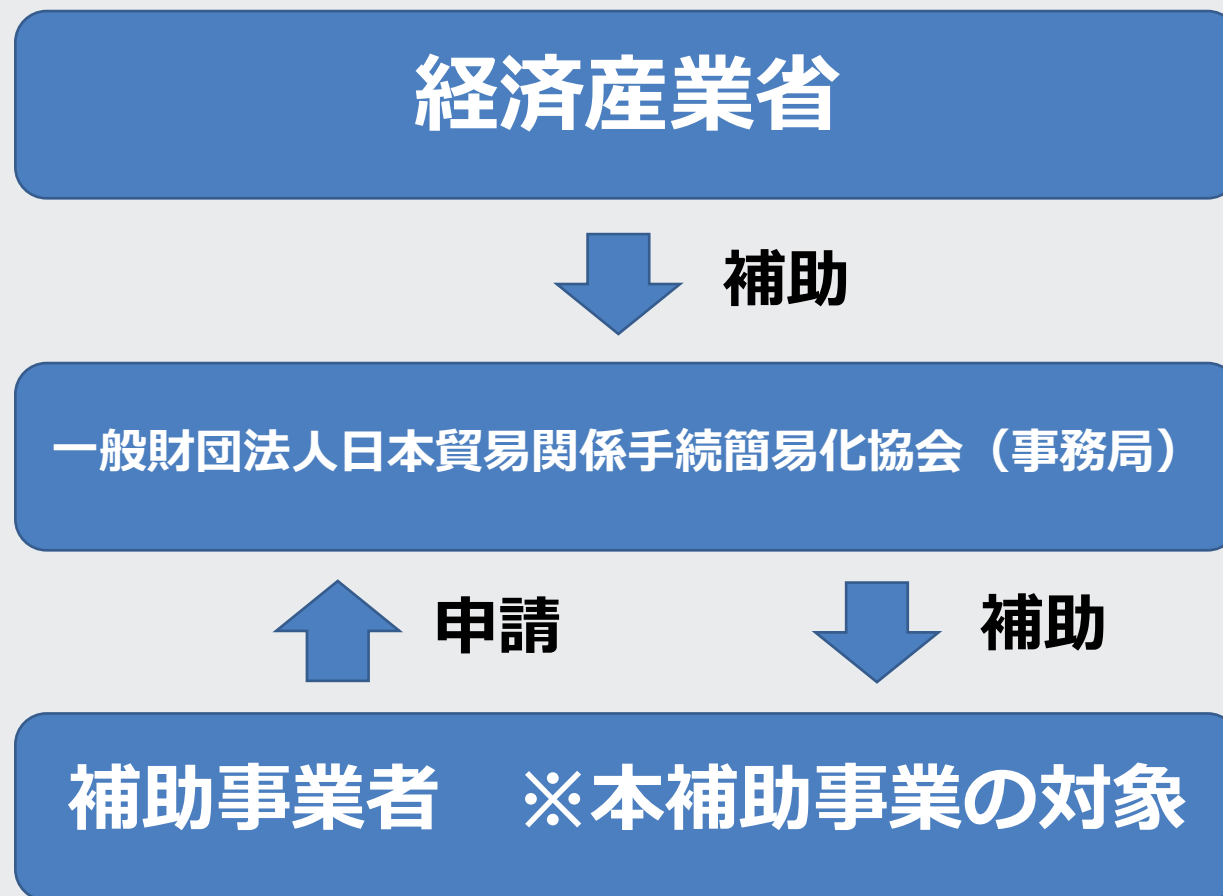 経済産業省
補助
一般財団法人日本貿易関係手続簡易化協会（事務局）
申請
補助
補助事業者　※本補助事業の対象